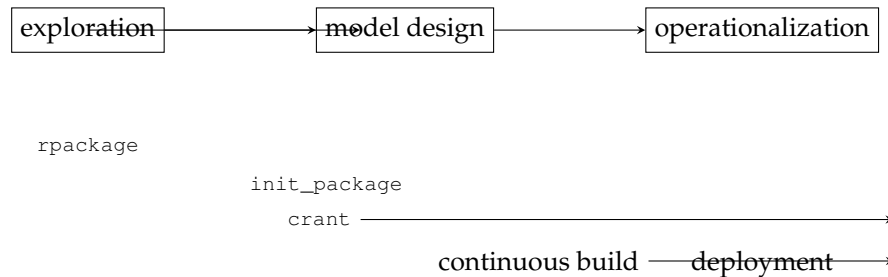 exploration model design operationalization
rpackage
init_package
crant
continuous build deployment